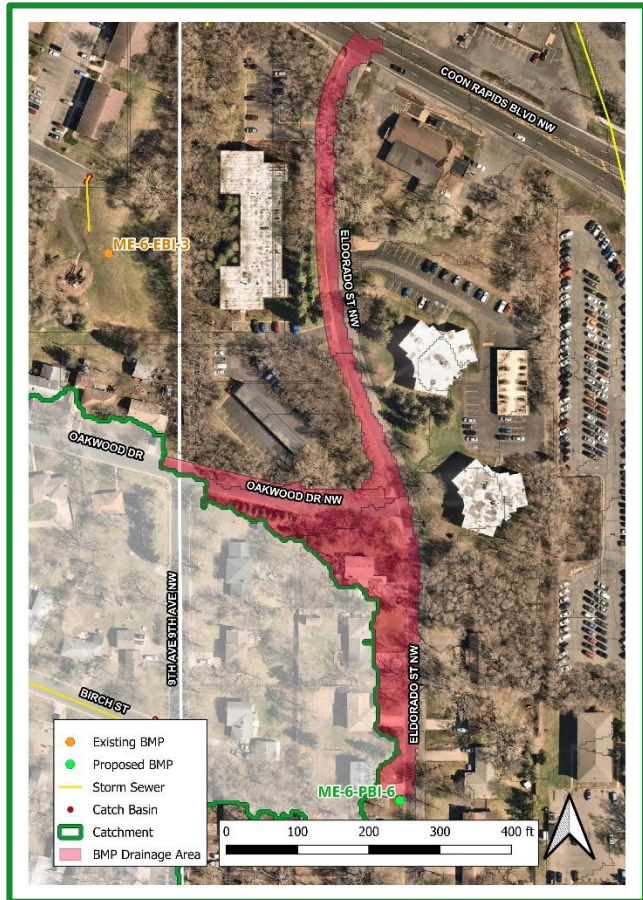 COON RAPIDS BLVD NW
ME-6-EBI-3
ELDORADO ST NW
OAKWOOD DR
OAKWOOD DR NW
9TH AVE 9TH AVE NW
ELDORADO ST NW
BIRCH ST
Existing BMP
Proposed BMP
Storm Sewer
Catch Basin
Catchment
BMP Drainage Area
ME-6-PBI-6
0 100 200 300 400 ft